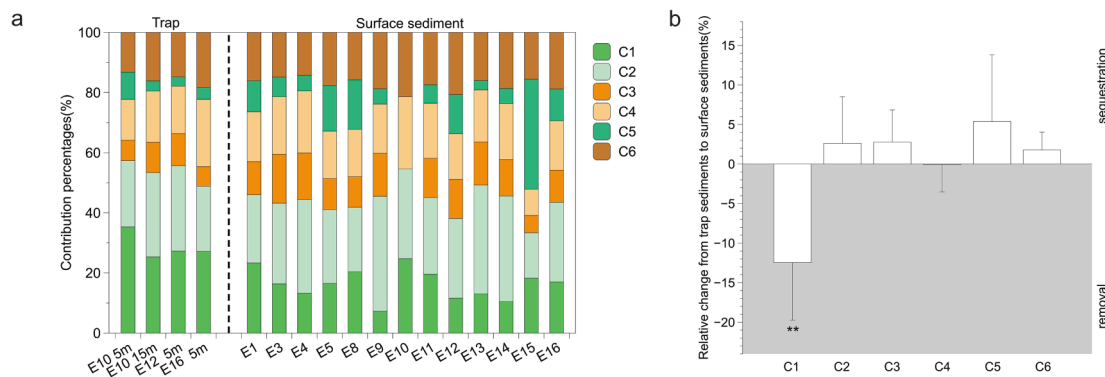 a
Trap
Surface sediment
Contribution percentages(%)
100
80
60
40
20
0
E10 5m
E10 15m
E12 5m
E16 5m
E1
E3
E4
E5
E8
E9
E10
E11
E12
E13
E14
E15
E16
C1
C2
C3
C4
C5
C6
b
Relative change from trap sediments to surface sediments(%)
15
10
5
0
−5
−10
−15
−20
**
C1
C2
C3
C4
C5
C6
sequestration
removal